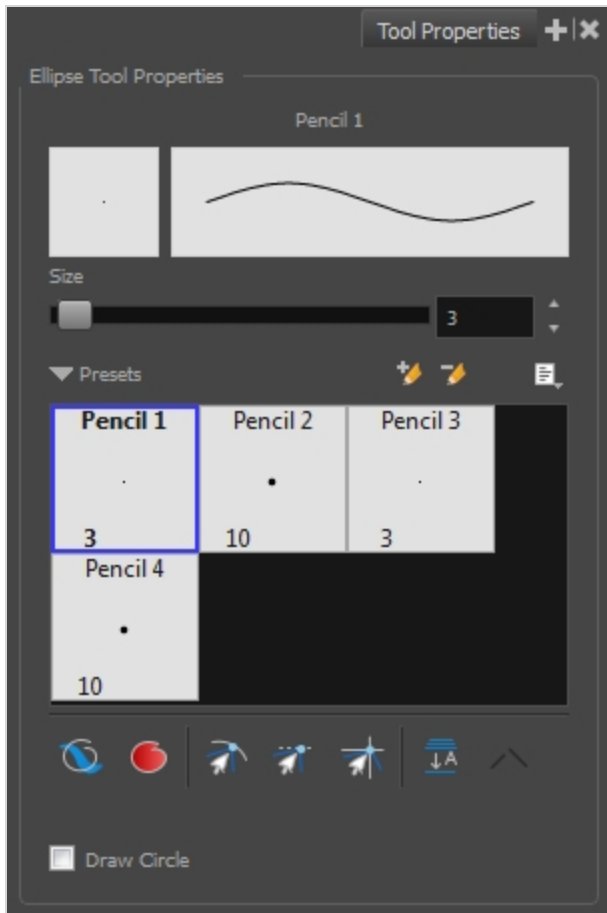 Tool Properties
Ellipse Tool Properties
Pencil 1
Size
3
Presets
Pencil 1 Pencil 2 Pencil 3
3 10 3
Pencil 4
10
A
Draw Circle